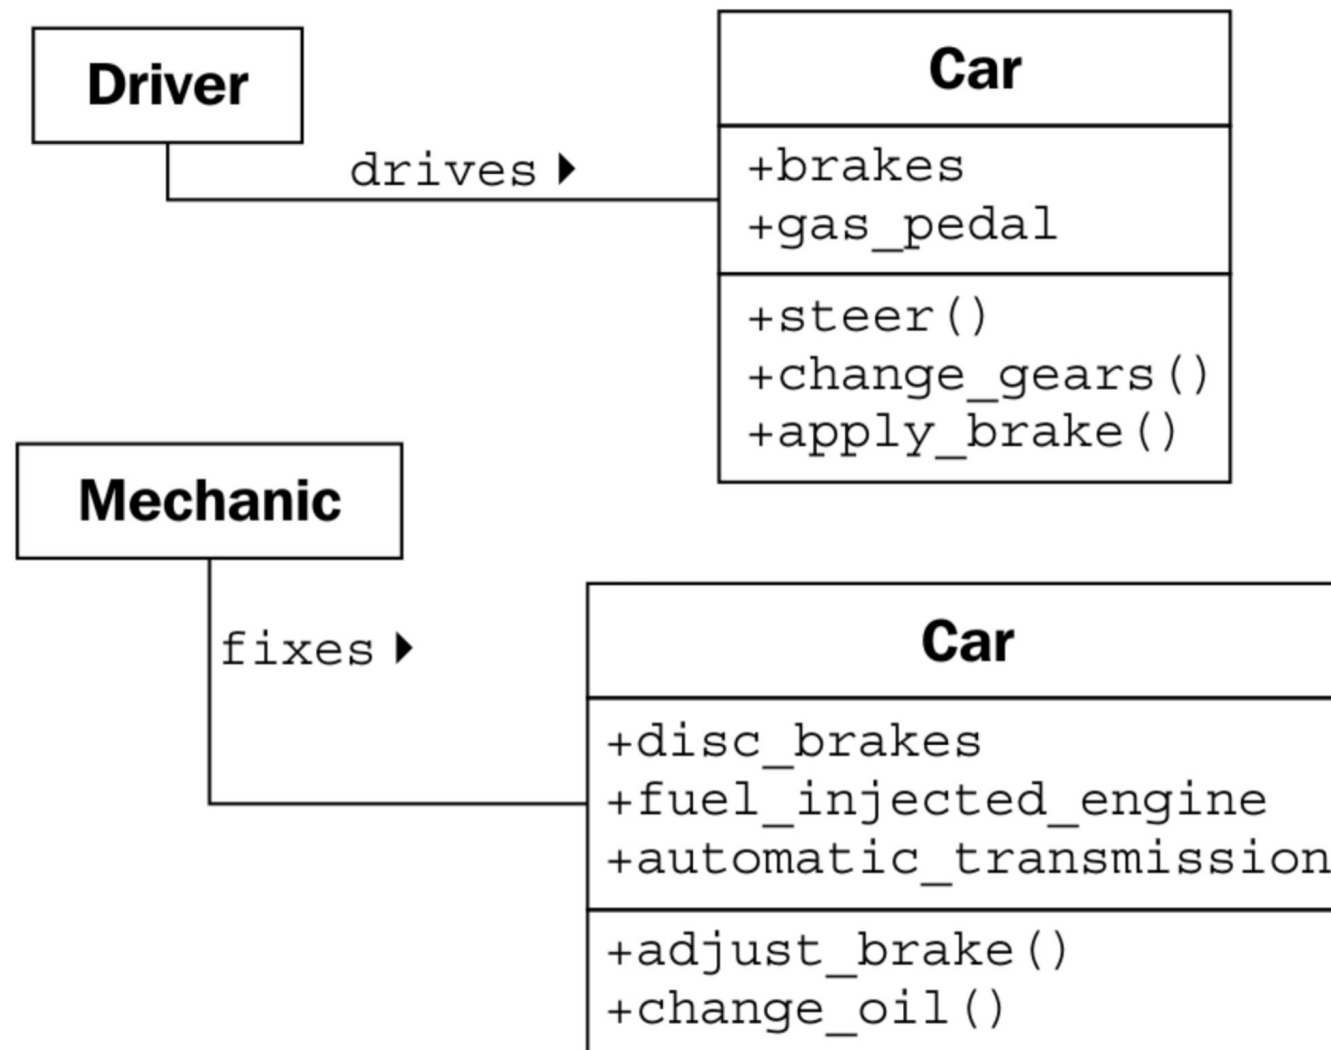 Driver
drives
Car
+brakes
+gas_pedal
+steer()
+change_gears()
+apply_brake()
Mechanic
fixes
Car
+disc_brakes
+fuel_injected_engine
+automatic_transmission
+adjust_brake()
+change_oil()